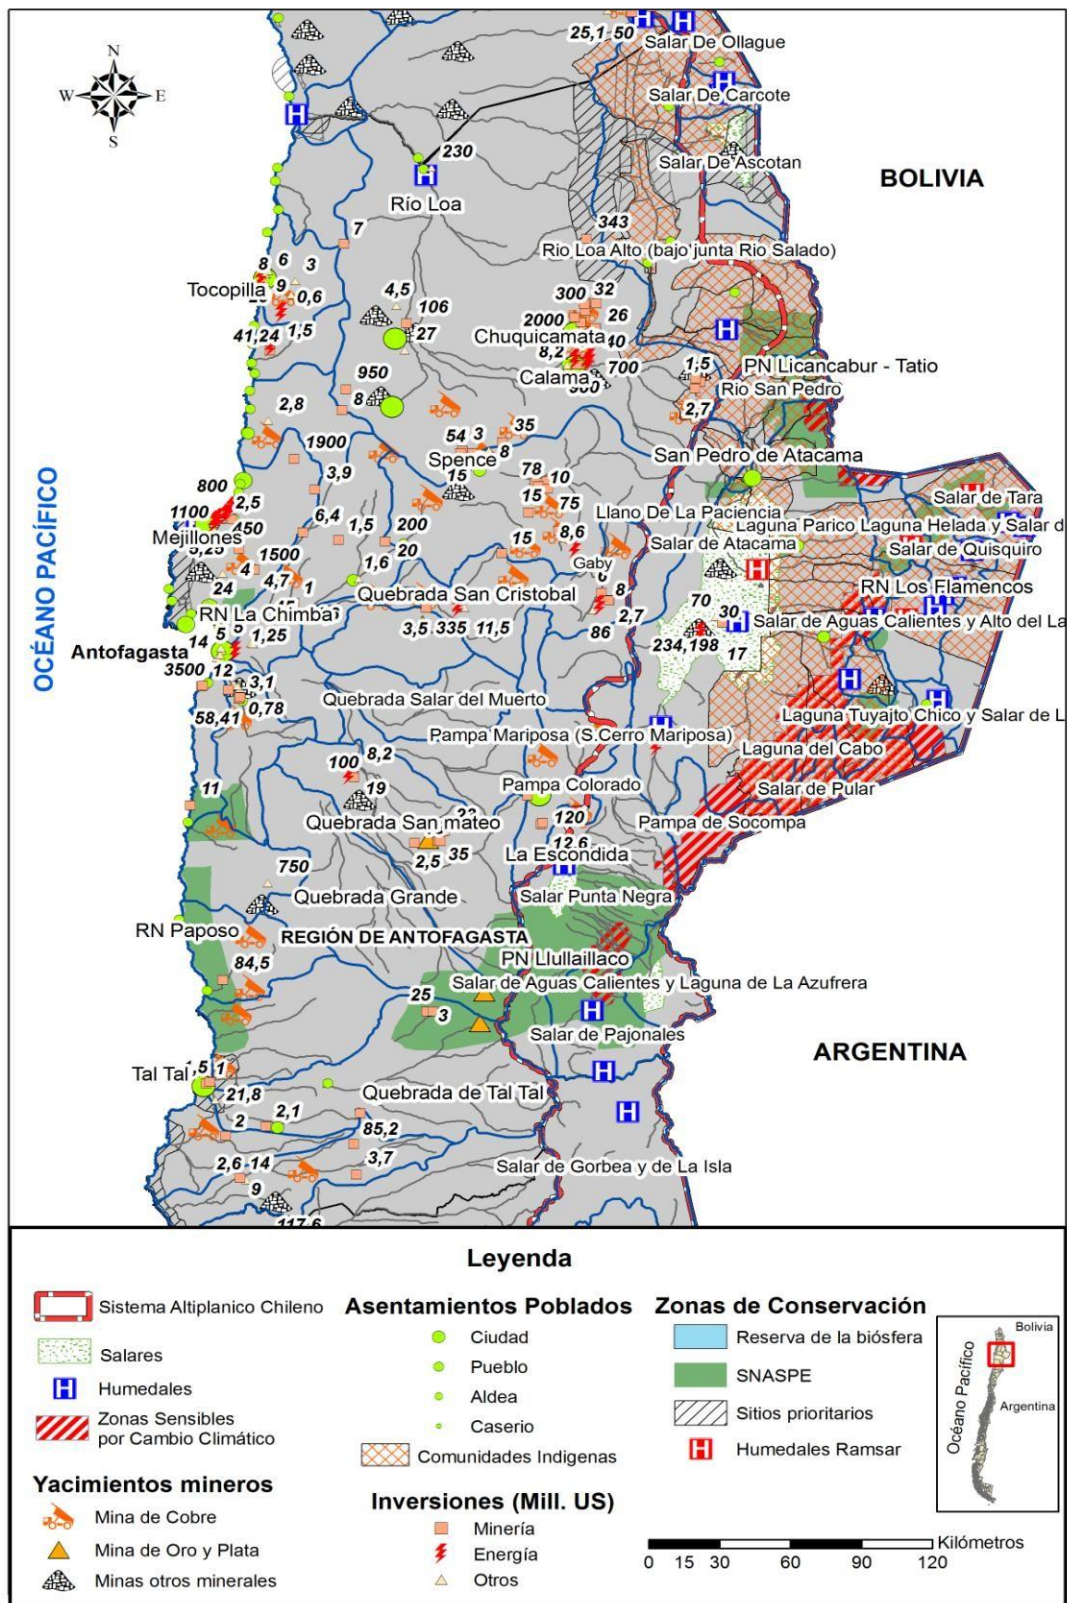 N
W E
S
25,1 50
Salar De Ollague
Salar De Carcote
Salar De Ascotan
BOLIVIA
230
Río Loa
7
343
Rio Loa Alto (bajo junta Rio Salado)
8 6 3
Tocopilla 9 0,6
41,24 1,5
4,5 106
27
300 32
2000 26
Chuquicamata
8,2 40
700
Calama
900
1,5
PN Licancabur - Tatio
Rio San Pedro
2,7
950
8
2,8
1900
54 3 35
8
Spence
15
78 10
15 75
San Pedro de Atacama
Salar de Tara
Llano De La Paciencia
Laguna Parico Laguna Helada y Salar d
Salar de Atacama
Salar de Quisquiro
800
2,5
3,9
1100
450
Mejillones
6,4
1,5 200
15
8,6
Gaby
6
8
5,25
4
1500
20
1,6
24
4,7 1
RN La Chimba
Quebrada San Cristobal
3,5 335 11,5
2,7
86
RN Los Flamencos
70 30
Salar de Aguas Calientes y Alto del La
234,198 17
OCÉANO PACÍFICO
14 5
1,25
Antofagasta
3500 12
3,1
0,78
58,41
Quebrada Salar del Muerto
Pampa Mariposa (S.Cerro Mariposa)
Laguna Tuyajto Chico y Salar de L
Laguna del Cabo
Salar de Pular
Pampa de Socompa
8,2
100
19
11
Pampa Colorado
Quebrada San mateo
120
12,6
2,5 35
La Escondida
750
Quebrada Grande
Salar Punta Negra
RN Paposo
REGIÓN DE ANTOFAGASTA
84,5
PN Llullaillaco
Salar de Aguas Calientes y Laguna de La Azufrera
25
3
Salar de Pajonales
ARGENTINA
Tal Tal
1
21,8
Quebrada de Tal Tal
2 2,1
85,2
2,6 14
3,7
9
Salar de Gorbea y de La Isla
117,6
Leyenda
Sistema Altiplanico Chileno
Salares
Humedales
Zonas Sensibles
por Cambio Climático
Yacimientos mineros
Mina de Cobre
Mina de Oro y Plata
Minas otros minerales
Asentamientos Poblados
Ciudad
Pueblo
Aldea
Caserio
Comunidades Indigenas
Inversiones (Mill. US)
Minería
Energía
Otros
Zonas de Conservación
Reserva de la biósfera
SNASPE
Sitios prioritarios
Humedales Ramsar
Bolivia
Océano Pacífico
Argentina
Kilómetros
0 15 30 60 90 120